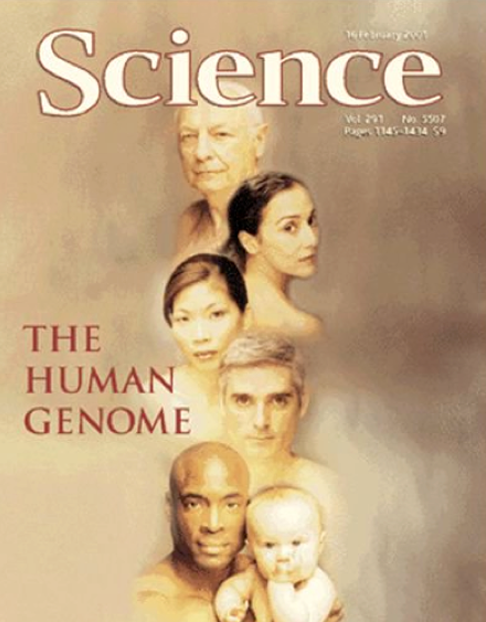 Science
16 February 2001
Vol. 291 No. 5507
Pages 1145–1434 $9
THE
HUMAN
GENOME